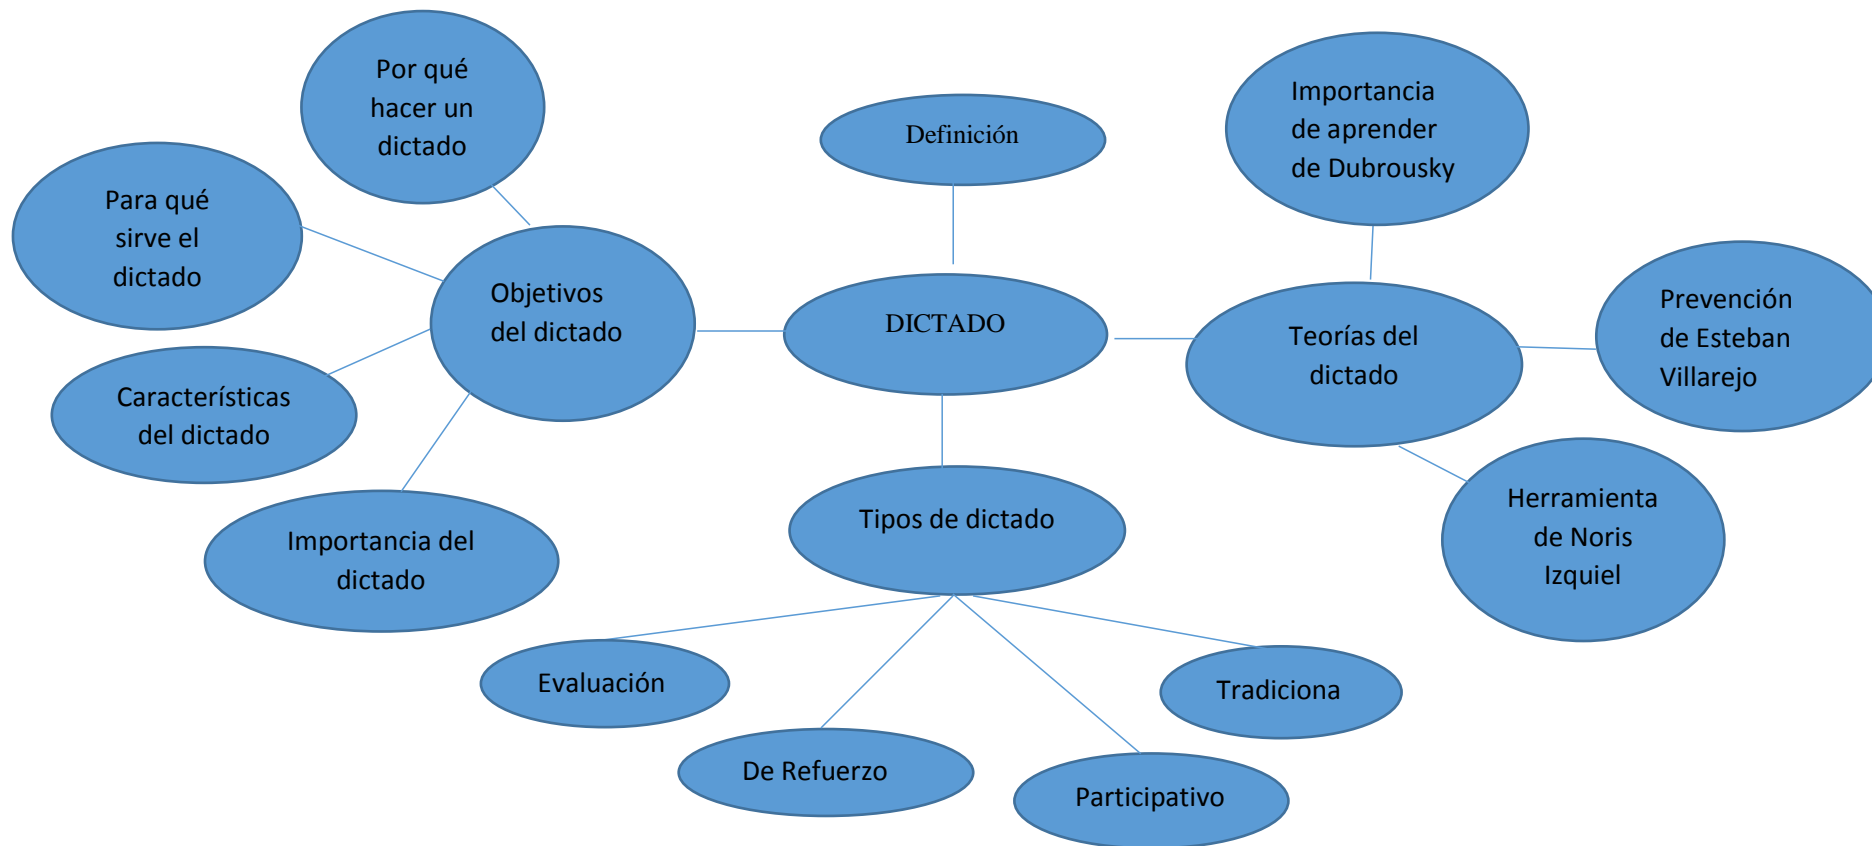 Por qué
hacer un
dictado
Definición
Importancia
de aprender
de Dubrousky
Para qué
sirve el
dictado
Objetivos
del dictado
DICTADO
Teorías del
dictado
Prevención
de Esteban
Villarejo
Característísticas
del dictado
Importancia del
dictado
Tipos de dictado
Herramienta
de Noris
Izquiel
Evaluación
De Refuerzo
Participativo
Tradiciona